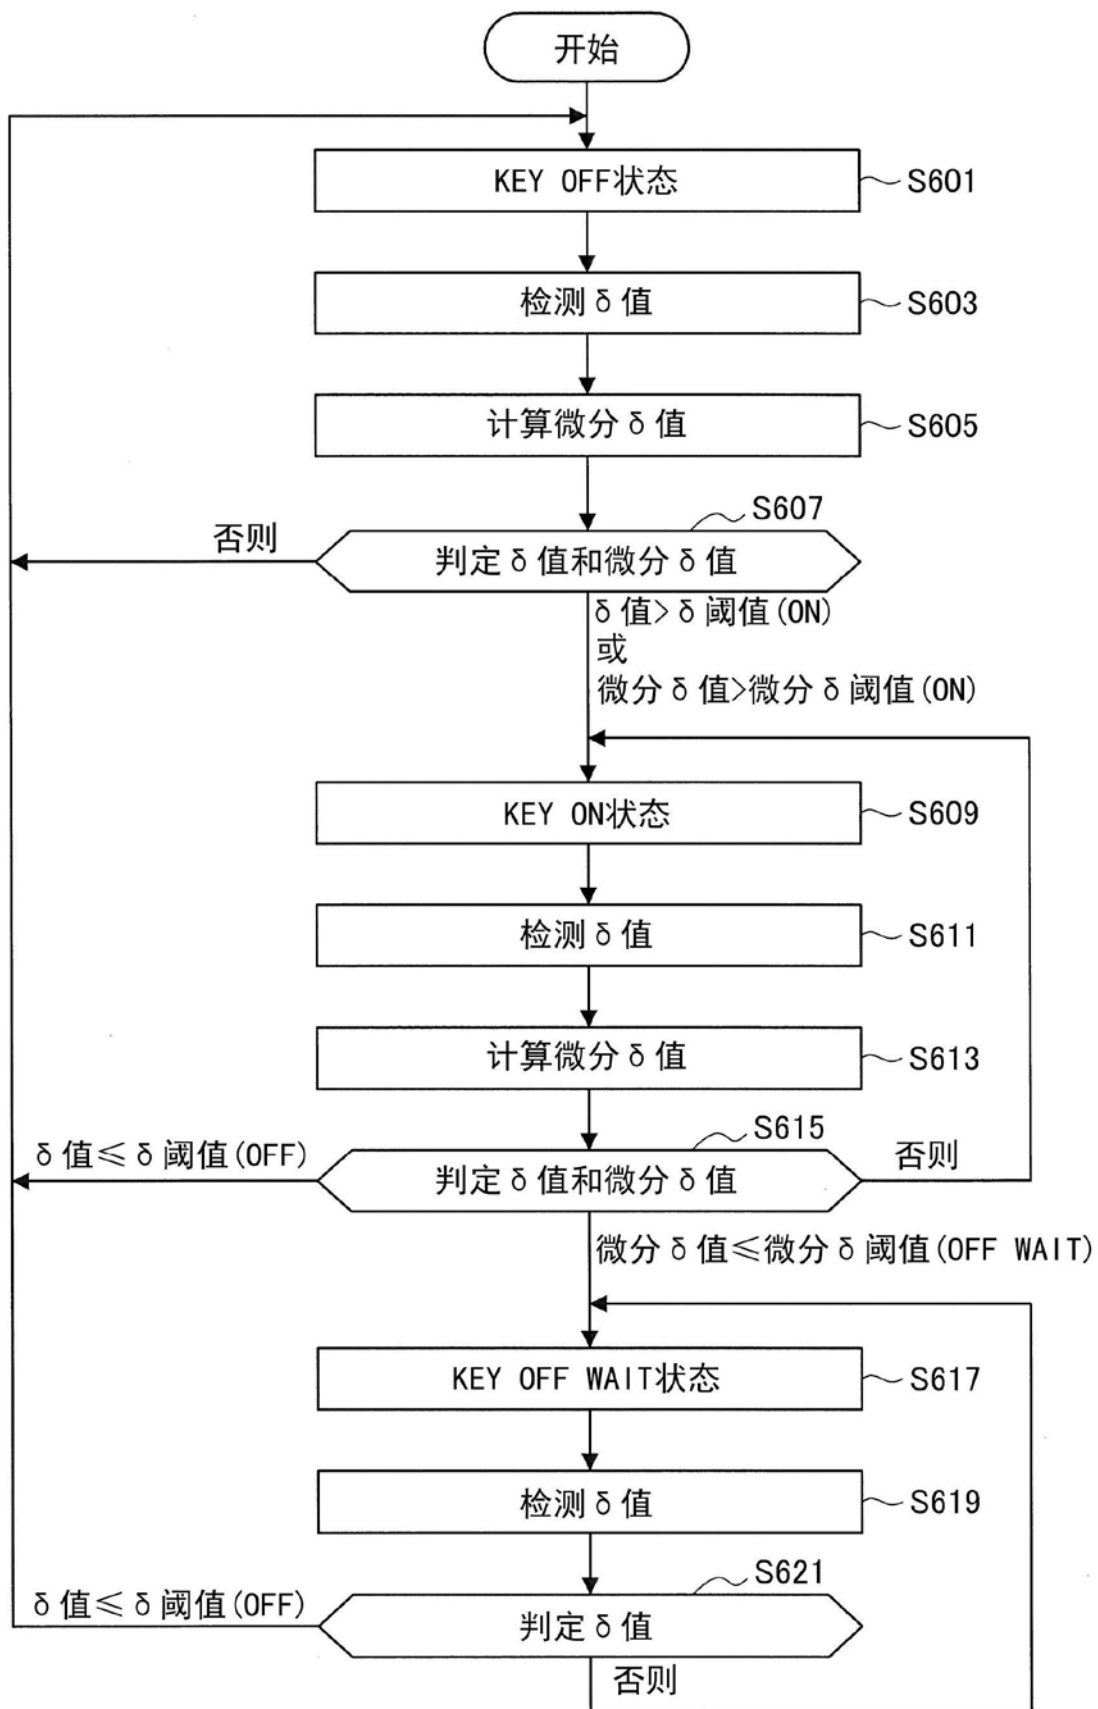 开始
KEY OFF状态
S601
检测δ值
S603
计算微分δ值
S605
S607
否则
判定δ值和微分δ值
δ值>δ阈值(ON)
或
微分δ值>微分δ阈值(ON)
KEY ON状态
S609
检测δ值
S611
计算微分δ值
S613
S615
δ值≤δ阈值(OFF)
否则
判定δ值和微分δ值
微分δ值≤微分δ阈值(OFF WAIT)
KEY OFF WAIT状态
S617
检测δ值
S619
S621
δ值≤δ阈值(OFF)
判定δ值
否则